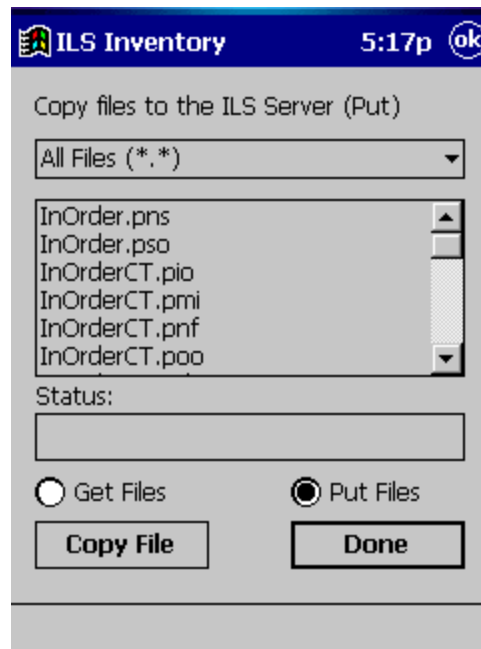 ILS Inventory 5:17p ok
Copy files to the ILS Server (Put)
All Files (*.*)
InOrder.pns
InOrder.pso
InOrderCT.pio
InOrderCT.pmi
InOrderCT.pnf
InOrderCT.poo
Status:
Get Files Put Files
Copy File Done